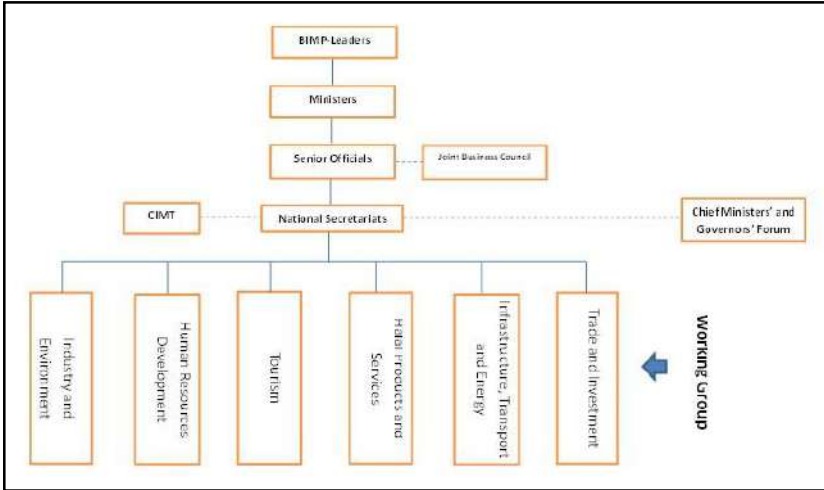 BIMP-Leaders
Ministers
Senior Officials
Joint Business Council
CIMT
National Secretariats
Chief Ministers' and
Governors' Forum
Industry and
Environment
Human Resources
Development
Tourism
Halal Products and
Services
Infrastructure, Transport
and Energy
Trade and Investment
Working Group